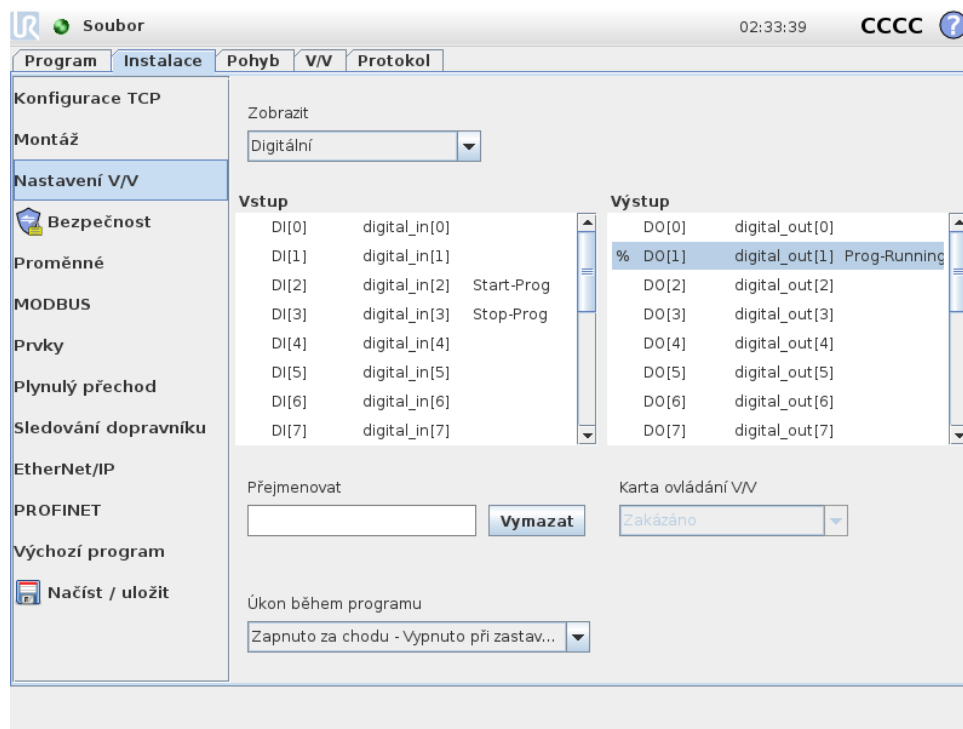 UR Soubor 02:33:39 CCCC ?
Program Instalace Pohyb V/V Protokol
Konfigurace TCP
Montáž
Nastavení V/V
Bezpečnost
Proměnné
MODBUS
Prvky
Plynulý přechod
Sledování dopravníku
EtherNet/IP
PROFINET
Výchozí program
Načíst / uložit
Zobrazit
Digitální
Vstup
DI[0] digital_in[0]
DI[1] digital_in[1]
DI[2] digital_in[2] Start-Prog
DI[3] digital_in[3] Stop-Prog
DI[4] digital_in[4]
DI[5] digital_in[5]
DI[6] digital_in[6]
DI[7] digital_in[7]
Výstup
DO[0] digital_out[0]
% DO[1] digital_out[1] Prog-Running
DO[2] digital_out[2]
DO[3] digital_out[3]
DO[4] digital_out[4]
DO[5] digital_out[5]
DO[6] digital_out[6]
DO[7] digital_out[7]
Přejmenovat
Vymazat
Karta ovládání V/V
Zakázáno
Úkon během programu
Zapnuto za chodu - Vypnuto při zastav...